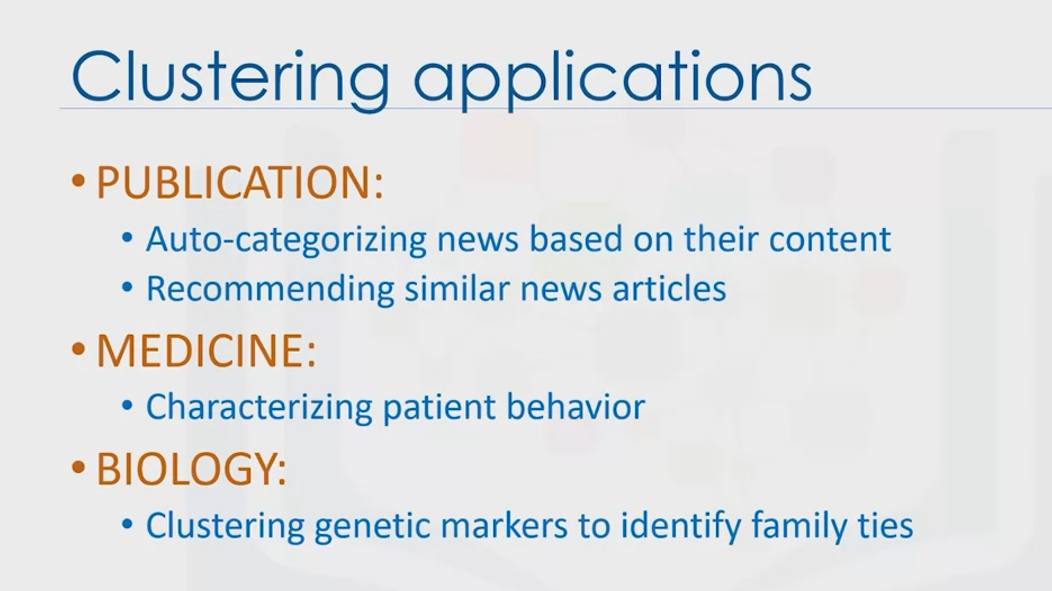 Clustering applications
• PUBLICATION:
• Auto-categorizing news based on their content
• Recommending similar news articles
• MEDICINE:
• Characterizing patient behavior
• BIOLOGY:
• Clustering genetic markers to identify family ties